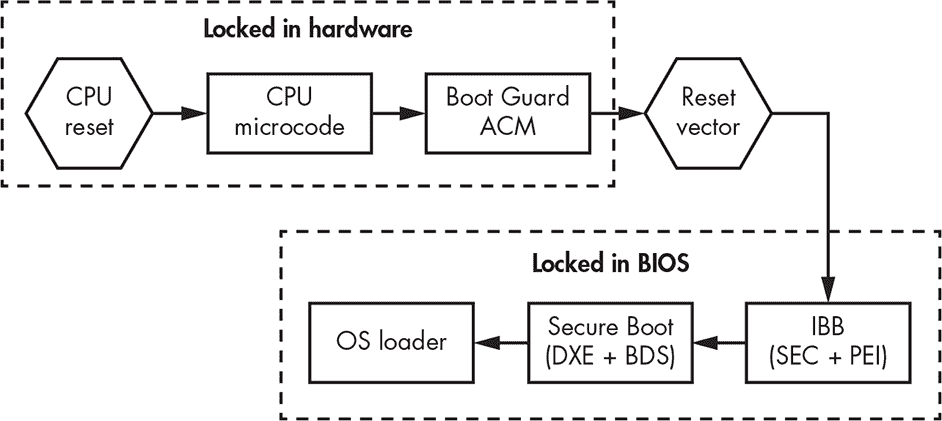 Locked in hardware
CPU
reset
CPU
microcode
Boot Guard
ACM
Reset
vector
Locked in BIOS
OS loader
Secure Boot
(DXE + BDS)
IBB
(SEC + PEI)